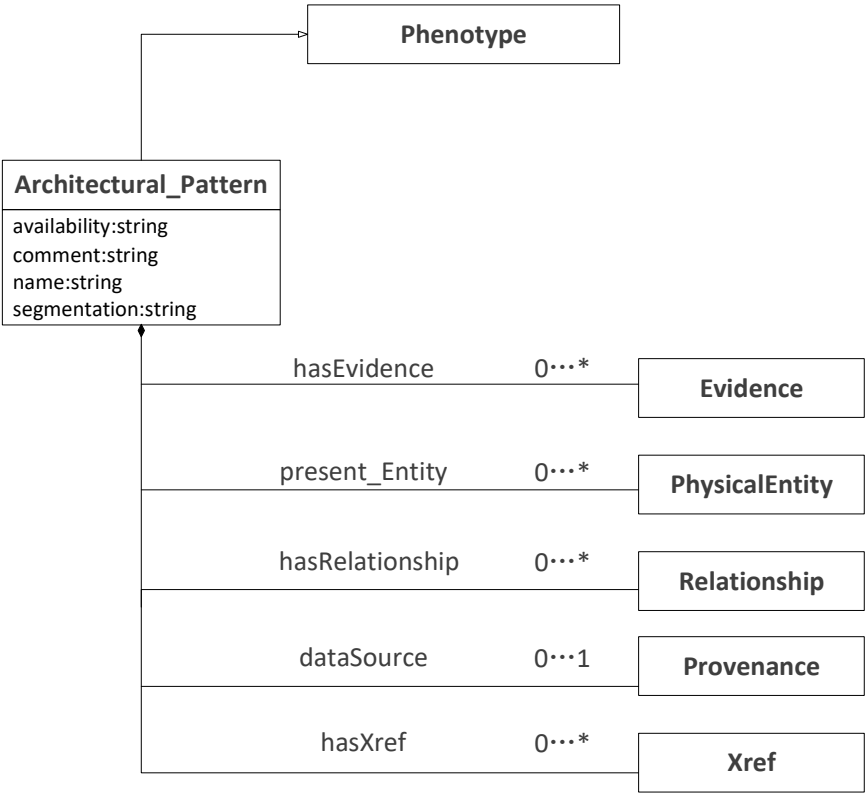 Phenotype
Architectural_Pattern
availability:string
comment:string
name:string
segmentation:string
hasEvidence 0⋯*
Evidence
present_Entity 0⋯*
PhysicalEntity
hasRelationship 0⋯*
Relationship
dataSource 0⋯1
Provenance
hasXref 0⋯*
Xref